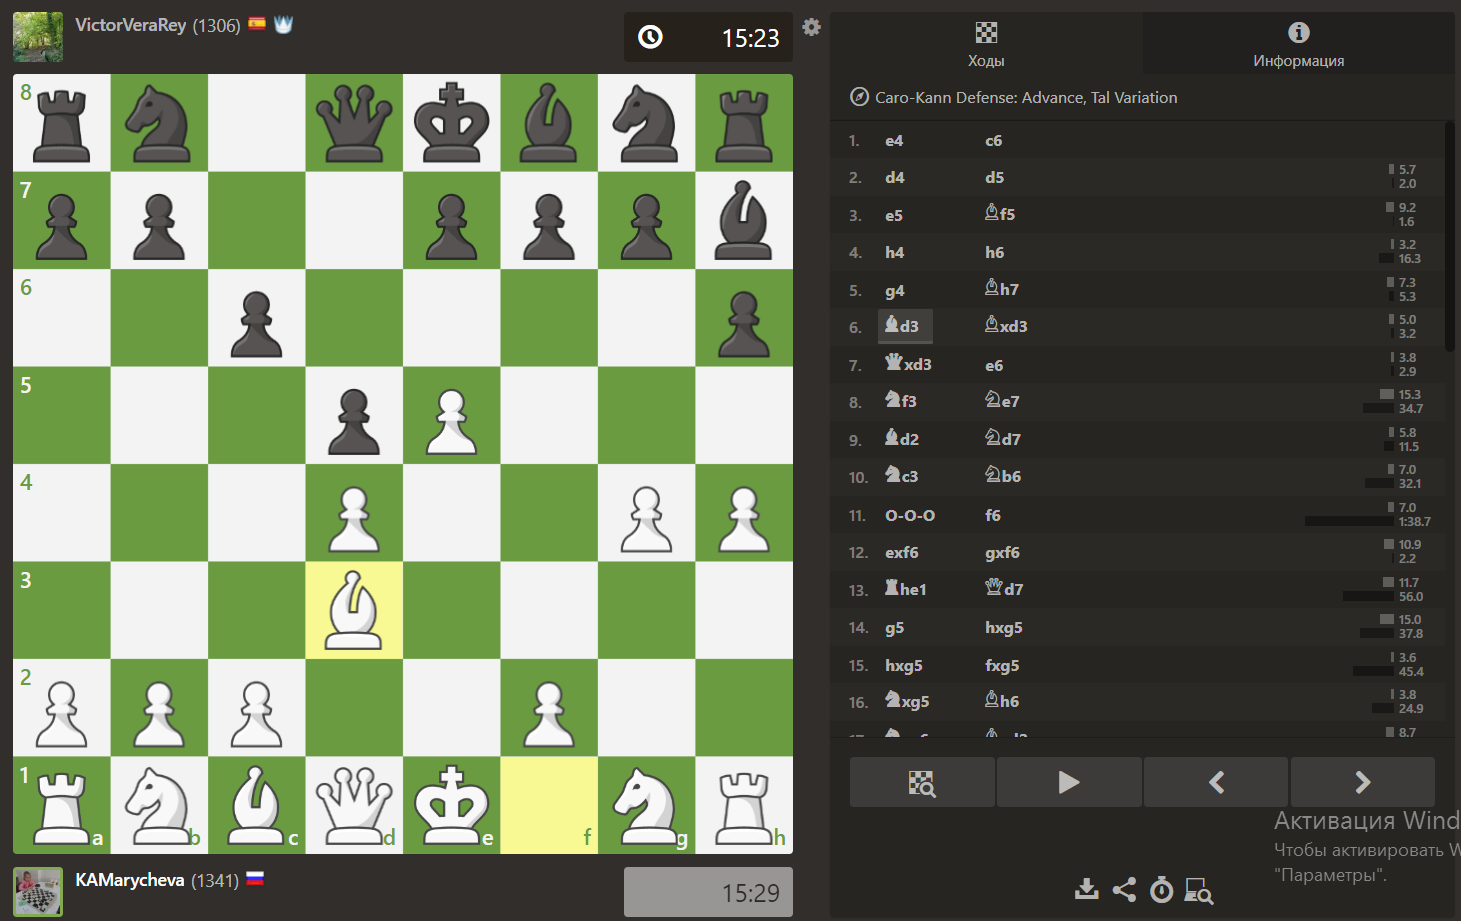 VictorVeraRey (1306)
15:23
Ходы
Информация
Caro-Kann Defense: Advance, Tal Variation
1. e4 c6
2. d4 d5 5.7 2.0
3. e5 f5 9.2 1.6
4. h4 h6 3.2 16.3
5. g4 h7 7.3 5.3
6. d3 xd3 5.0 3.2
7. xd3 e6 3.8 2.9
8. f3 e7 15.3 34.7
9. d2 d7 5.8 11.5
10. c3 b6 7.0 32.1
11. O-O-O f6 7.0 1:38.7
12. exf6 gxf6 10.9 2.2
13. he1 d7 11.7 56.0
14. g5 hxg5 15.0 37.8
15. hxg5 fxg5 3.6 45.4
16. xg5 h6 3.8 24.9
8.7
8
7
6
5
4
3
2
1
a b c d e f g h
KAMarycheva (1341)
15:29
Активация Wind
Чтобы активировать W
"Параметры".